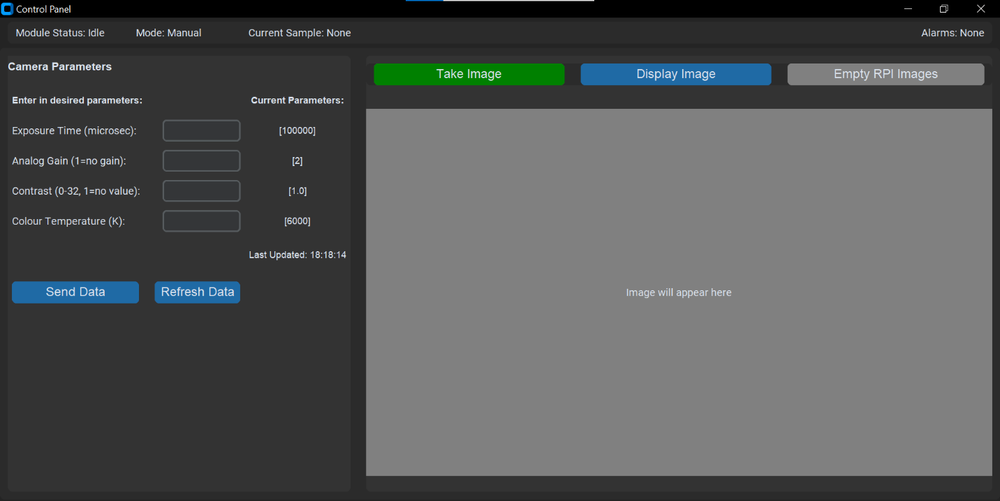 Control Panel
Module Status: Idle
Mode: Manual
Current Sample: None
Alarms: None
Camera Parameters
Enter in desired parameters:
Current Parameters:
Exposure Time (microsec):
[100000]
Analog Gain (1=no gain):
[2]
Contrast (0-32, 1=no value):
[1.0]
Colour Temperature (K):
[6000]
Last Updated: 18:18:14
Send Data
Refresh Data
Take Image
Display Image
Empty RPI Images
Image will appear here